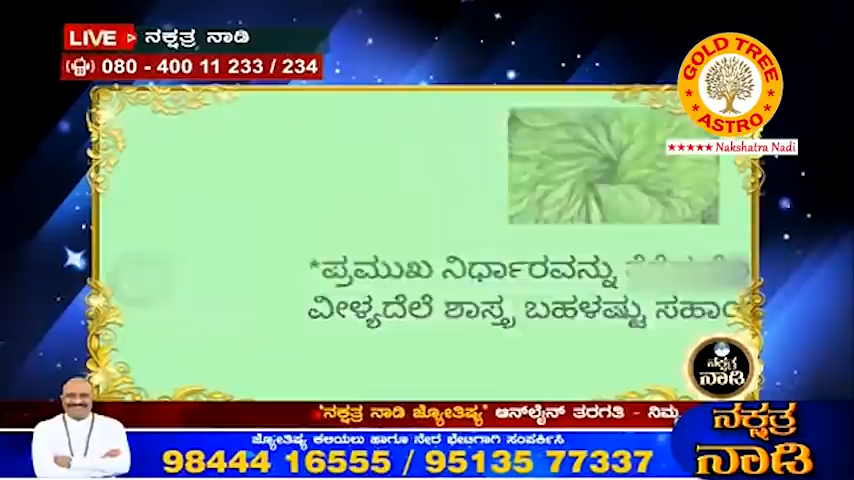 LIVE ನಕ್ಷತ್ರ ನಾಡಿ
080 - 400 11 233 / 234
GOLD TREE
ASTRO
★★★★★ Nakshatra Nadi
*ಪ್ರಮುಖ ನಿರ್ಧಾರವನ್ನು
ವೀಳ್ಯದೆಲೆ ಶಾಸ್ತ್ರ ಬಹಳಷ್ಟು
ನಕ್ಷತ್ರ
ನಾಡಿ
'ನಕ್ಷತ್ರ ನಾಡಿ ಜ್ಯೋತಿಷ್ಯ' ಆನ್‌ಲೈನ್ ತರಗತಿ - ನಿಮ್ಮ
ಜ್ಯೋತಿಷ್ಯ ಕಲಿಯಲು ಹಾಗೂ ನೇರ ಭೇಟಿಗಾಗಿ ಸಂಪರ್ಕಿಸಿ
98444 16555 / 95135 77337
ನಕ್ಷತ್ರ
ನಾಡಿ